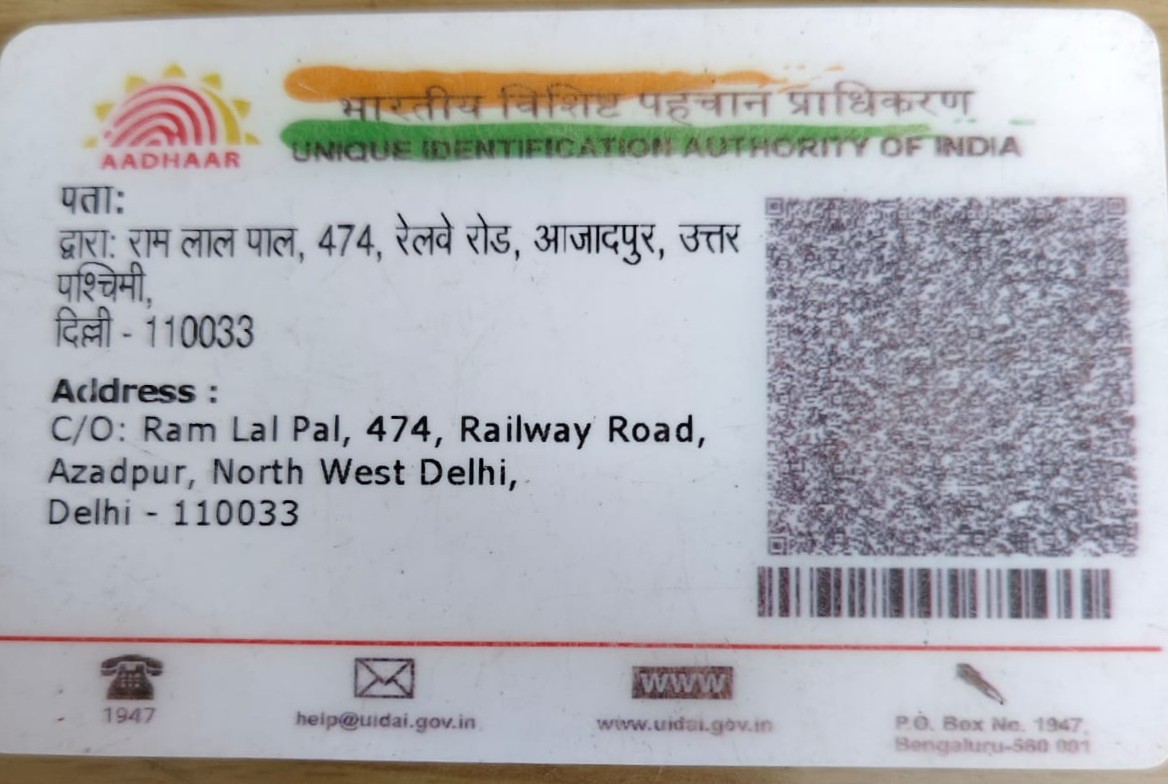 भारतीय विशिष्ट पहचान प्राधिकरण
AADHAAR
UNIQUE IDENTIFICATION AUTHORITY OF INDIA
पता:
द्वारा: राम लाल पाल, 474, रेलवे रोड, आजादपुर, उत्तर
पश्चिमी,
दिल्ली - 110033
Address :
C/O: Ram Lal Pal, 474, Railway Road,
Azadpur, North West Delhi,
Delhi - 110033
1947
help@uidai.gov.in
WWW
www.uidai.gov.in
P.O. Box No. 1947,
Bengaluru-560 001